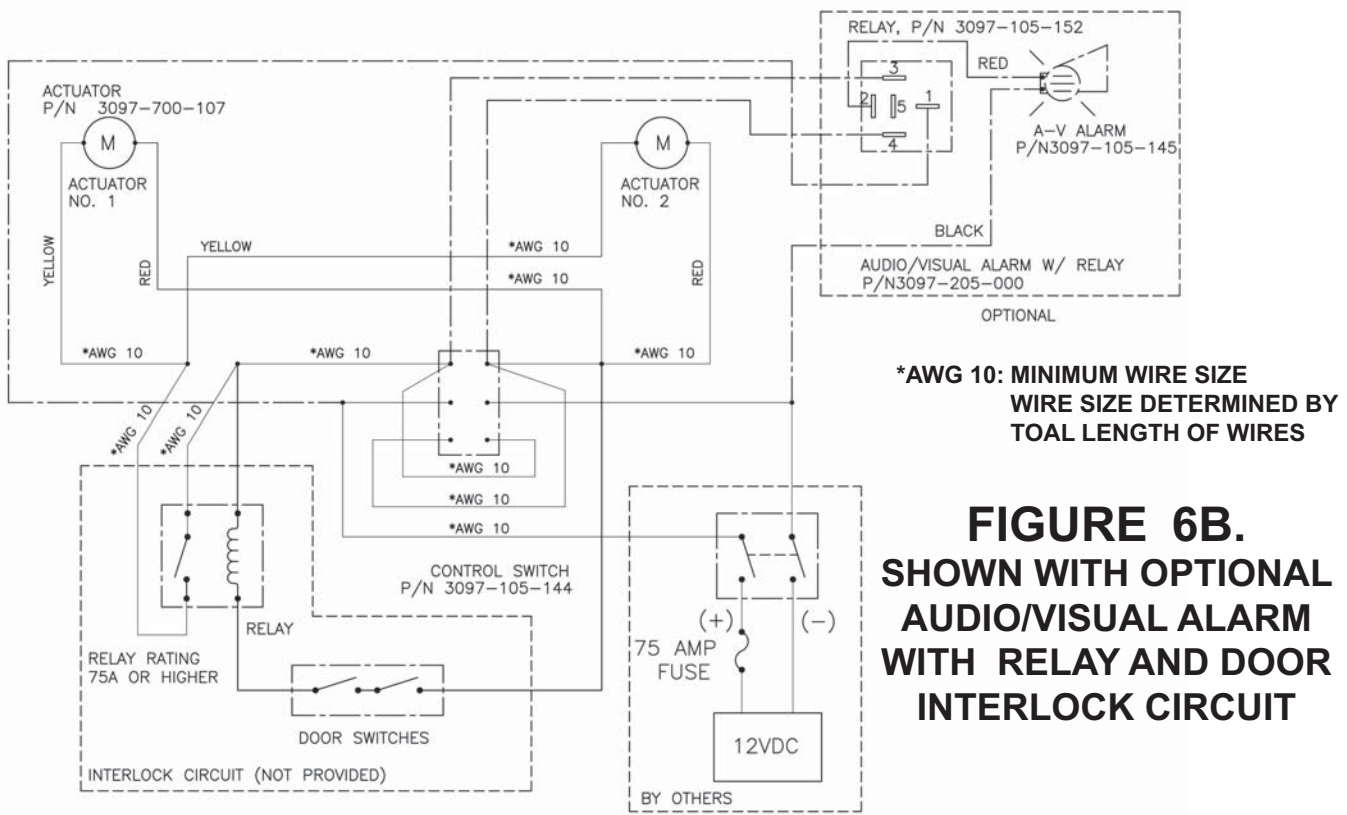 RELAY, P/N 3097-105-152
3
RED
2
5
1
4
A-V ALARM
P/N3097-105-145
BLACK
AUDIO/VISUAL ALARM W/ RELAY
P/N3097-205-000
OPTIONAL
ACTUATOR
P/N 3097-700-107
M
ACTUATOR
NO. 1
M
ACTUATOR
NO. 2
YELLOW
RED
YELLOW
*AWG 10
*AWG 10
RED
*AWG 10
*AWG 10
*AWG 10
*AWG 10
*AWG 10
*AWG 10
*AWG 10
*AWG 10
CONTROL SWITCH
P/N 3097-105-144
RELAY
RELAY RATING
75A OR HIGHER
DOOR SWITCHES
INTERLOCK CIRCUIT (NOT PROVIDED)
(+)
(-)
75 AMP
FUSE
12VDC
BY OTHERS
*AWG 10: MINIMUM WIRE SIZE
WIRE SIZE DETERMINED BY
TOAL LENGTH OF WIRES
FIGURE 6B.
SHOWN WITH OPTIONAL
AUDIO/VISUAL ALARM
WITH RELAY AND DOOR
INTERLOCK CIRCUIT